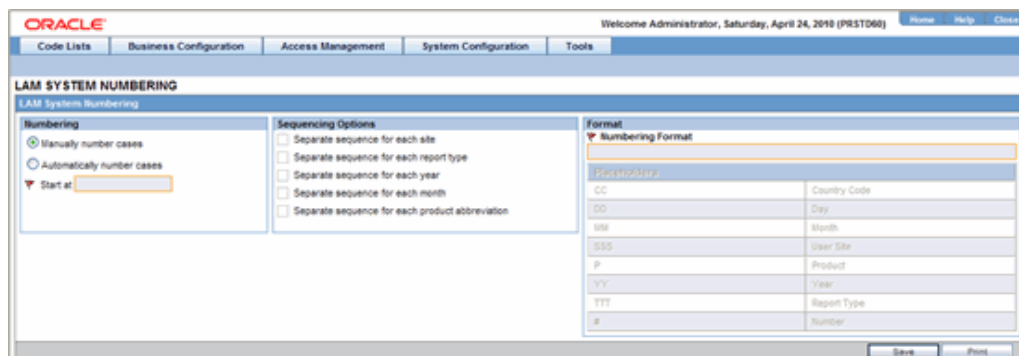 ORACLE
Welcome Administrator, Saturday, April 24, 2010 (PRSTD60)
Home Help Close
Code Lists Business Configuration Access Management System Configuration Tools
LAM SYSTEM NUMBERING
LAM System Numbering
Numbering
Manually number cases
Automatically number cases
Start at
Sequencing Options
Separate sequence for each site
Separate sequence for each report type
Separate sequence for each year
Separate sequence for each month
Separate sequence for each product abbreviation
Format
Numbering Format
Placeholders
CC Country Code
DD Day
MM Month
SSS User Site
P Product
YY Year
TTT Report Type
# Number
Save Print